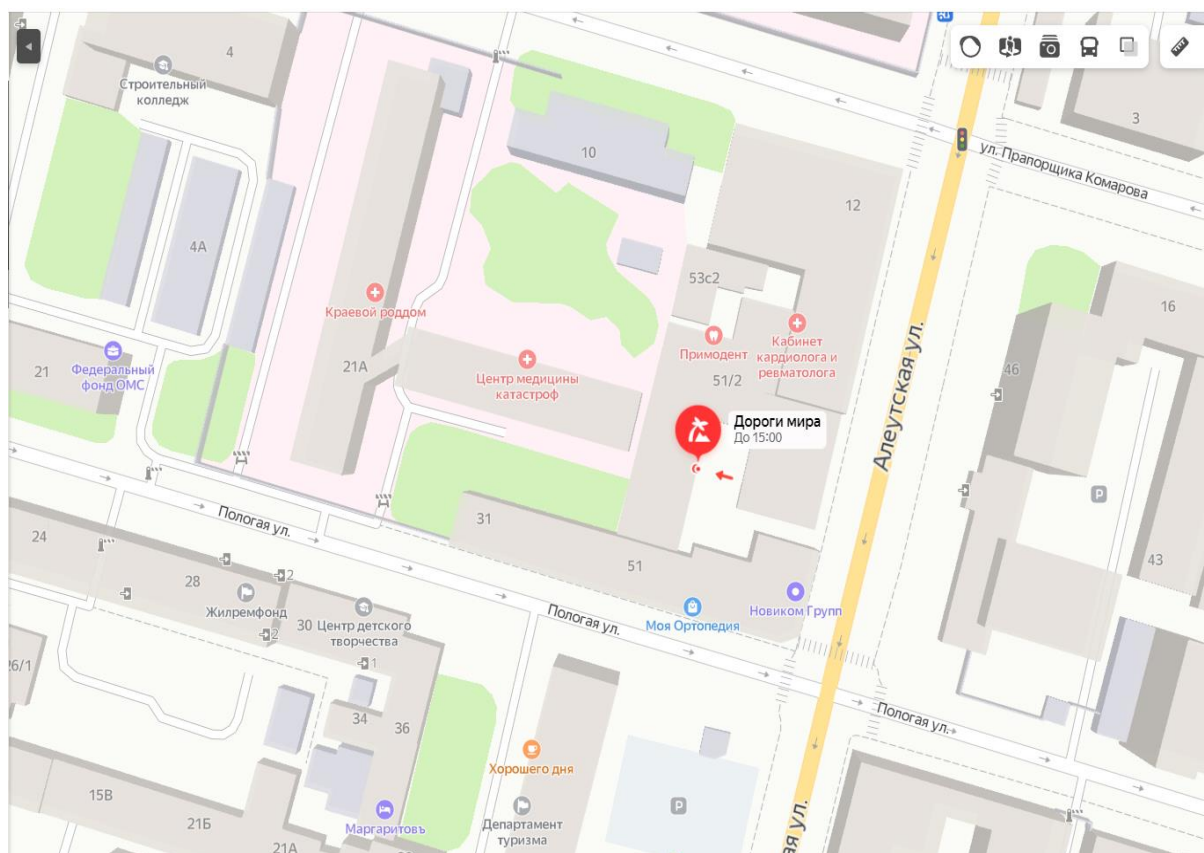 4
Строительный
колледж
3
ул. Прапорщика Комарова
10
12
4А
53с2
16
Краевой роддом
Примодент
Кабинет
кардиолога и
ревматолога
21
Федеральный
фонд ОМС
21А
Центр медицины
катастроф
51/2
46
Алеутская ул.
Дороги мира
До 15:00
P
Пологая ул.
31
24
51
43
28
2
Жилремфонд
30
Центр детского
творчества
2
1
Пологая ул.
Моя Ортопедия
Новиком Групп
26/1
34
36
Пологая ул.
Хорошего дня
15В
21Б
Маргаритовъ
Департамент
туризма
P
ая ул.
21А